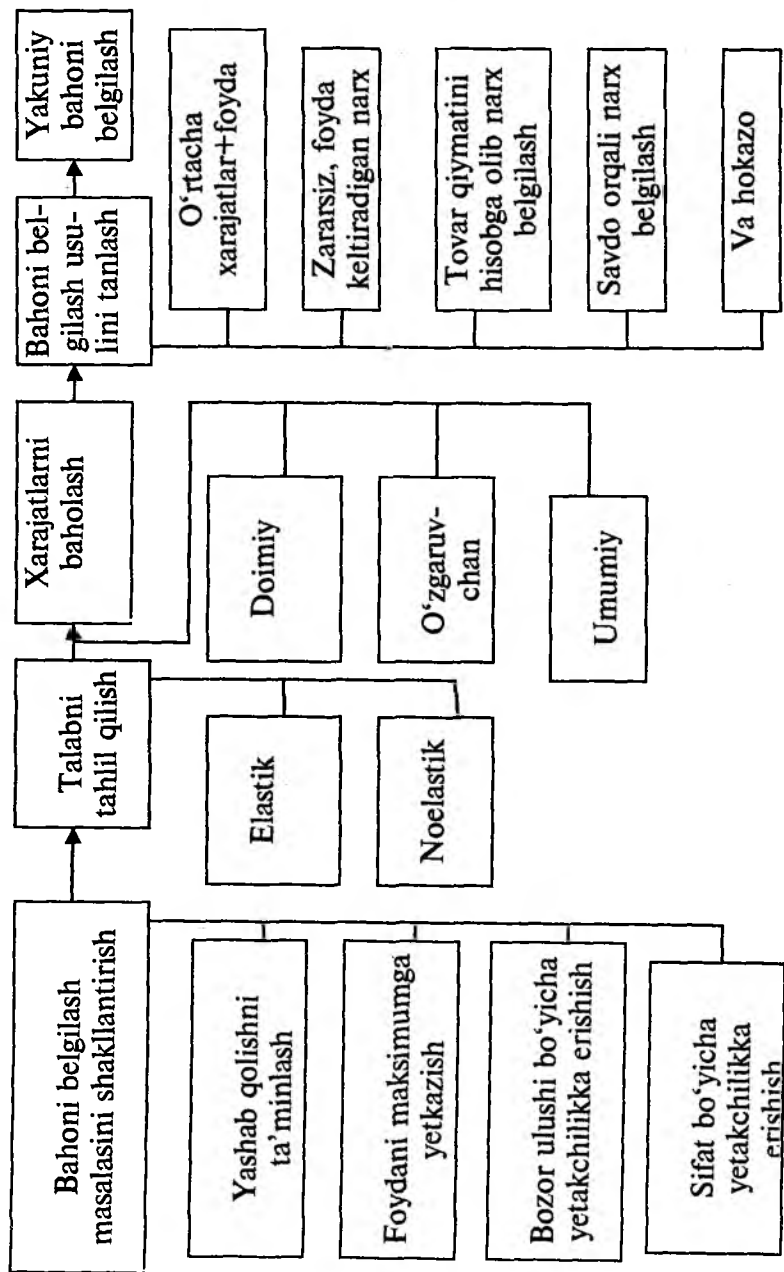 Bahoni belgilash
masalasini shakllantirish
Yashab qolishni
ta’minlash
Foydani maksimumga
yetkazish
Bozor ulushi bo‘yicha
yetakchilikka erishish
Sifat bo‘yicha
yetakchilikka
erishish
Talabni
tahlil qilish
Elastik
Noelastik
Xarajatlarni
baholash
Doimiy
O‘zgaruv-
chan
Umumiy
Bahoni bel-
gilash usu-
lini tanlash
O‘rtacha
xarajatlar+foyda
Zararsiz, foyda
keltiradigan narx
Tovar qiymatini
hisobga olib narx
belgilash
Savdo orqali narx
belgilash
Va hokazo
Yakuniy
bahoni
belgilash